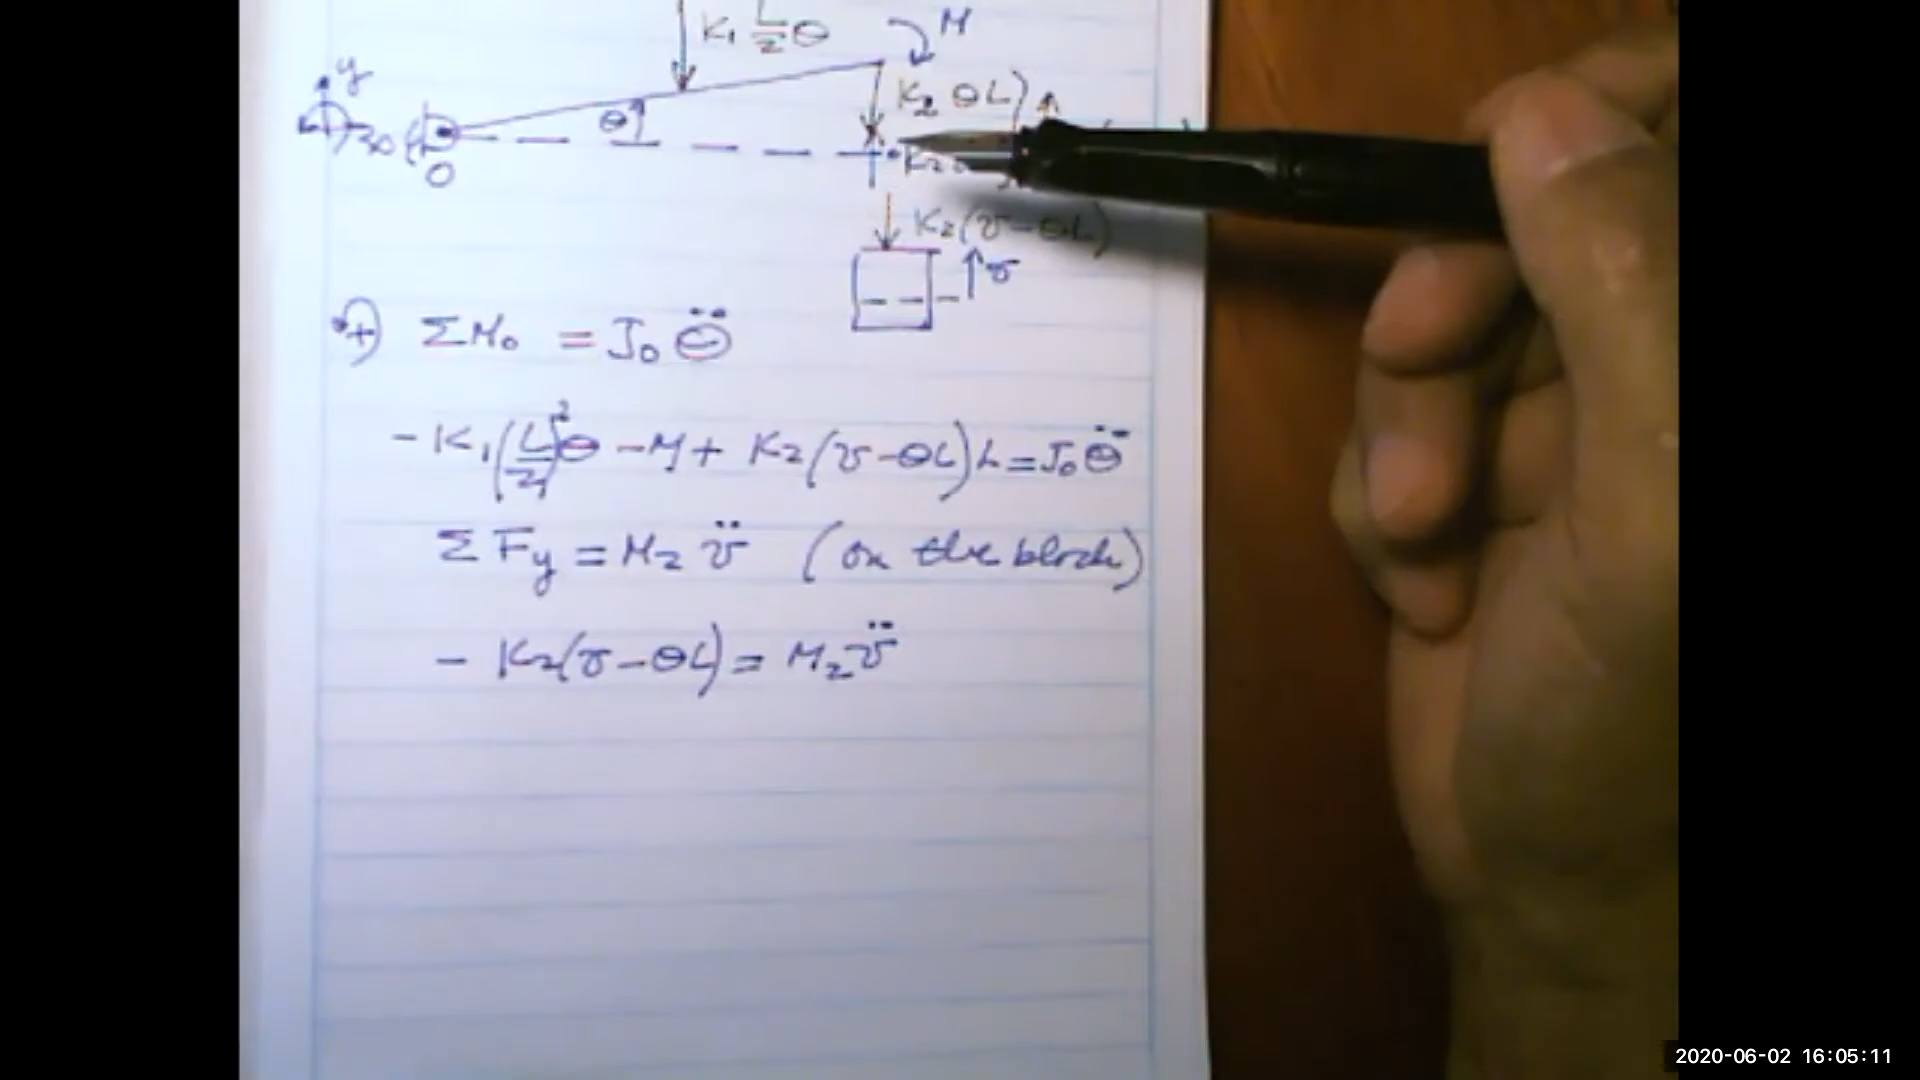 K₁ L/2 θ
M
y
K₂ θL)
θ
O
K₂
K₂(v-θL)
v
+) ΣM₀ = J₀ θ̈
- K₁(L/2)²θ - M + K₂(v-θL)L = J₀ θ̈
ΣFy = M₂ v̈ (on the block)
- K₂(v-θL) = M₂ v̈
2020-06-02 16:05:11